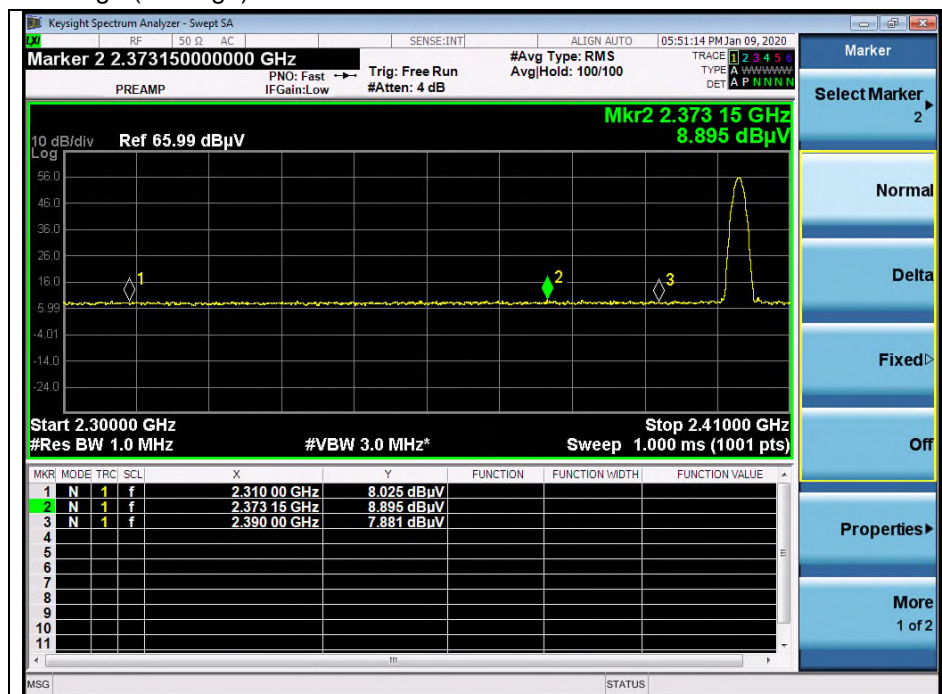 Keysight Spectrum Analyzer - Swept SA
LXI RF 50 Ω AC SENSE:INT ALIGN AUTO 05:51:14 PM Jan 09, 2020
Marker 2 2.373150000000 GHz
PREAMP
PNO: Fast
IFGain:Low
Trig: Free Run
#Atten: 4 dB
#Avg Type: RMS
Avg|Hold: 100/100
TRACE 1 2 3 4 5 6
TYPE A WWWWW
DET A P N N N N
Mkr2 2.373 15 GHz
8.895 dBµV
10 dB/div Ref 65.99 dBµV
Log
56.0
46.0
36.0
26.0
16.0
5.99
-4.01
-14.0
-24.0
1
2
3
Start 2.30000 GHz Stop 2.41000 GHz
#Res BW 1.0 MHz #VBW 3.0 MHz* Sweep 1.000 ms (1001 pts)
MKR MODE TRC SCL X Y FUNCTION FUNCTION WIDTH FUNCTION VALUE
1 N 1 f 2.310 00 GHz 8.025 dBµV
2 N 1 f 2.373 15 GHz 8.895 dBµV
3 N 1 f 2.390 00 GHz 7.881 dBµV
4
5
6
7
8
9
10
11
MSG STATUS
Marker
Select Marker
2
Normal
Delta
Fixed
Off
Properties
More
1 of 2